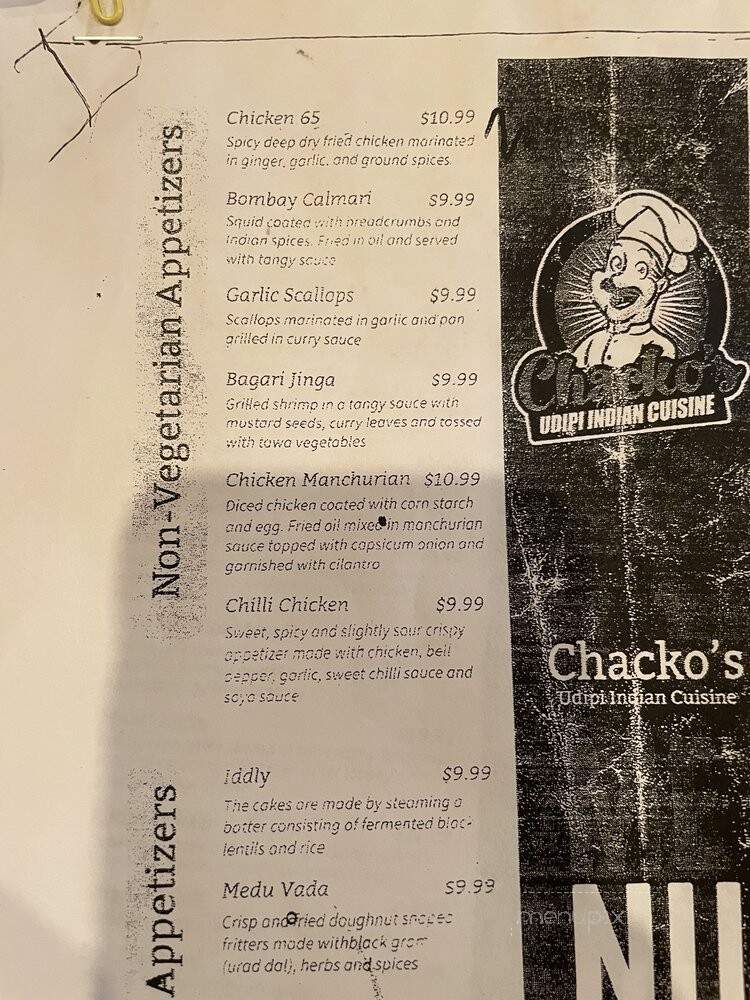 Non-Vegetarian Appetizers
Chicken 65 $10.99
Spicy deep dry fried chicken marinated
in ginger, garlic, and ground spices.
Bombay Calmari $9.99
Squid coated with breadcrumbs and
Indian spices. Fried in oil and served
with tangy sauce
Garlic Scallops $9.99
Scallops marinated in garlic and pan
grilled in curry sauce
Bagari Jinga $9.99
Grilled shrimp in a tangy sauce with
mustard seeds, curry leaves and tossed
with tawa vegetables
Chicken Manchurian $10.99
Diced chicken coated with corn starch
and egg. Fried oil mixed in manchurian
sauce topped with capsicum onion and
garnished with cilantro
Chilli Chicken $9.99
Sweet, spicy and slightly sour crispy
appetizer made with chicken, bell
pepper, garlic, sweet chilli sauce and
soya sauce
Appetizers
Iddly $9.99
The cakes are made by steaming a
batter consisting of fermented black
lentils and rice
Medu Vada $9.99
Crisp and fried doughnut shaped
fritters made withblack gram
(urad dal), herbs and spices
Chacko's
UDIPI INDIAN CUISINE
Chacko's
Udipi Indian Cuisine
menupix